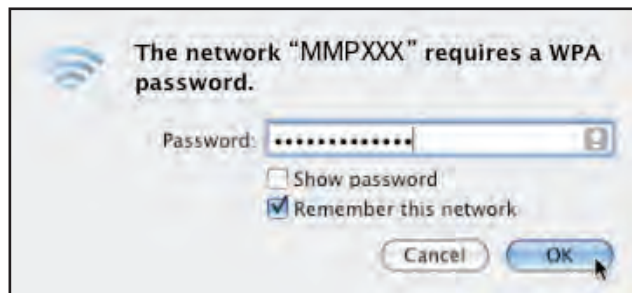 The network “MMPXXX” requires a WPA
password.
Password: •••••••••••••
Show password
Remember this network
Cancel OK